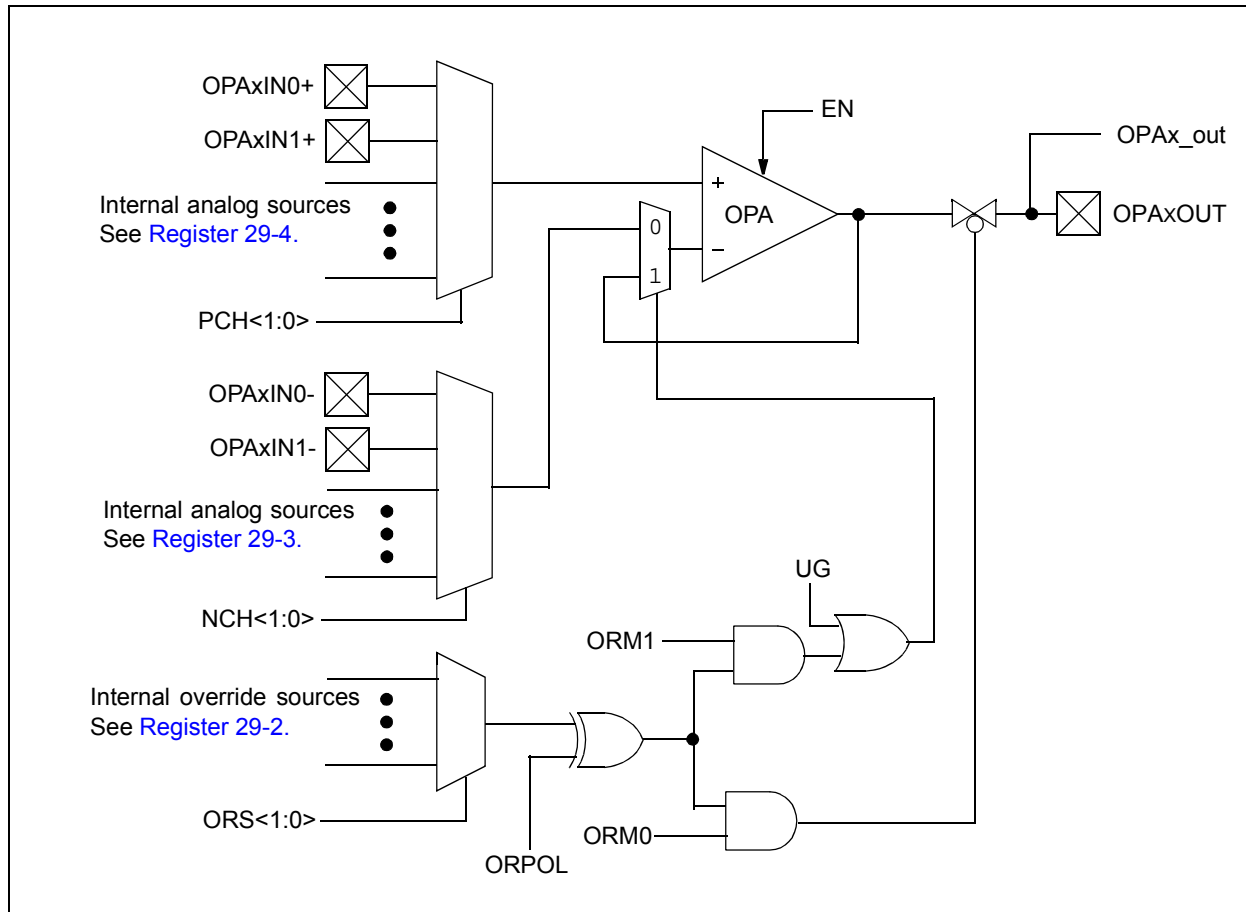 OPAxIN0+
OPAxIN1+
Internal analog sources
See Register 29-4.
PCH<1:0>
EN
+
OPA
−
0
1
OPAx_out
OPAxOUT
OPAxIN0-
OPAxIN1-
Internal analog sources
See Register 29-3.
NCH<1:0>
UG
ORM1
Internal override sources
See Register 29-2.
ORS<1:0>
ORPOL
ORM0